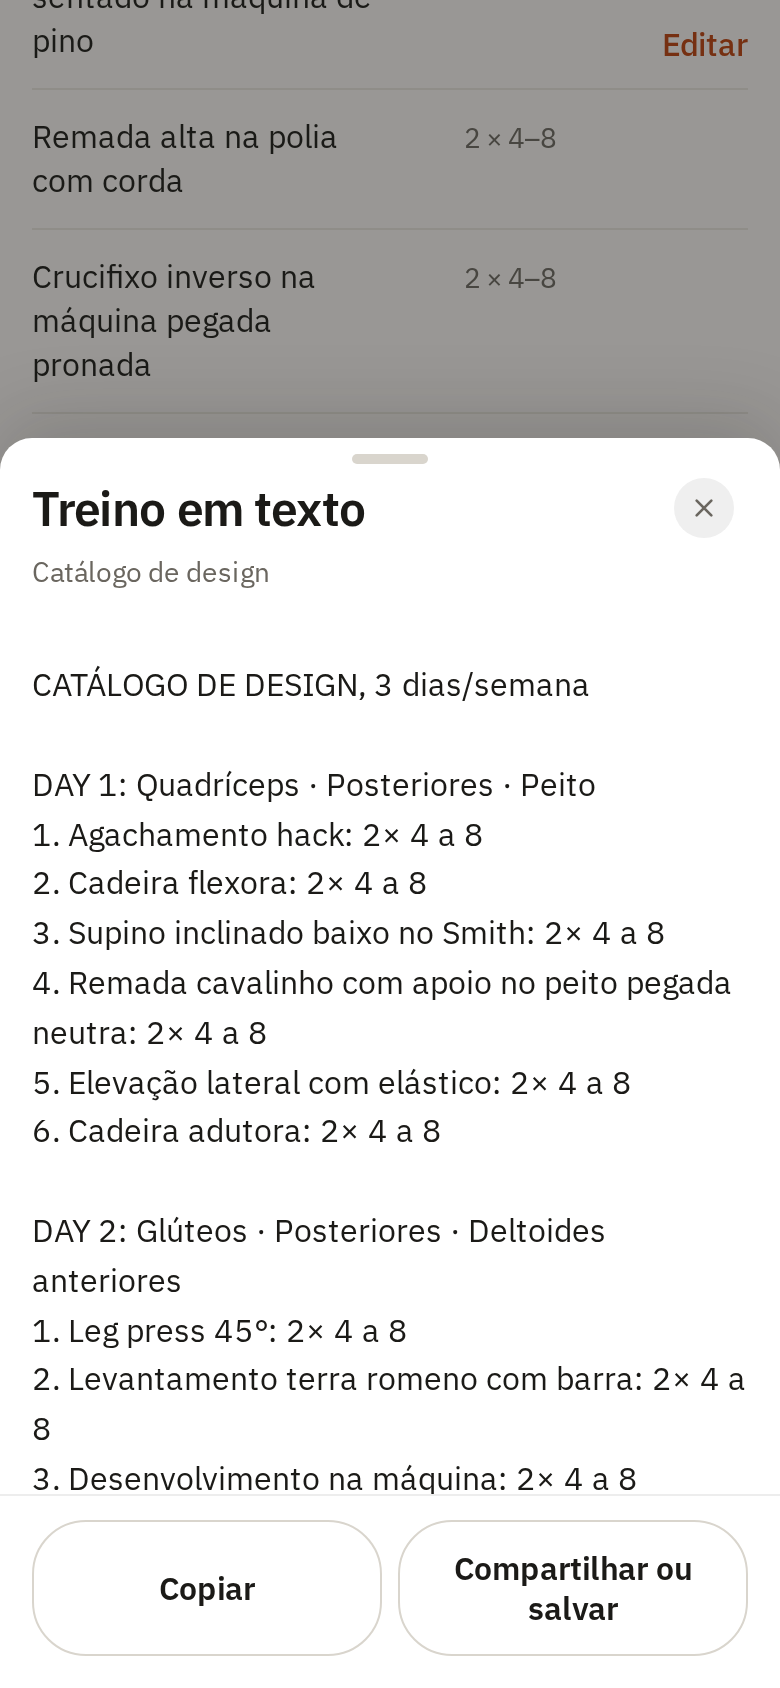 sentado na máquina de
pino
Editar
Remada alta na polia
com corda
2 × 4–8
Crucifixo inverso na
máquina pegada
pronada
2 × 4–8
Treino em texto
Catálogo de design
CATÁLOGO DE DESIGN, 3 dias/semana
DAY 1: Quadríceps · Posteriores · Peito
1. Agachamento hack: 2× 4 a 8
2. Cadeira flexora: 2× 4 a 8
3. Supino inclinado baixo no Smith: 2× 4 a 8
4. Remada cavalinho com apoio no peito pegada
neutra: 2× 4 a 8
5. Elevação lateral com elástico: 2× 4 a 8
6. Cadeira adutora: 2× 4 a 8
DAY 2: Glúteos · Posteriores · Deltoides
anteriores
1. Leg press 45°: 2× 4 a 8
2. Levantamento terra romeno com barra: 2× 4 a
8
3. Desenvolvimento na máquina: 2× 4 a 8
Copiar
Compartilhar ou
salvar